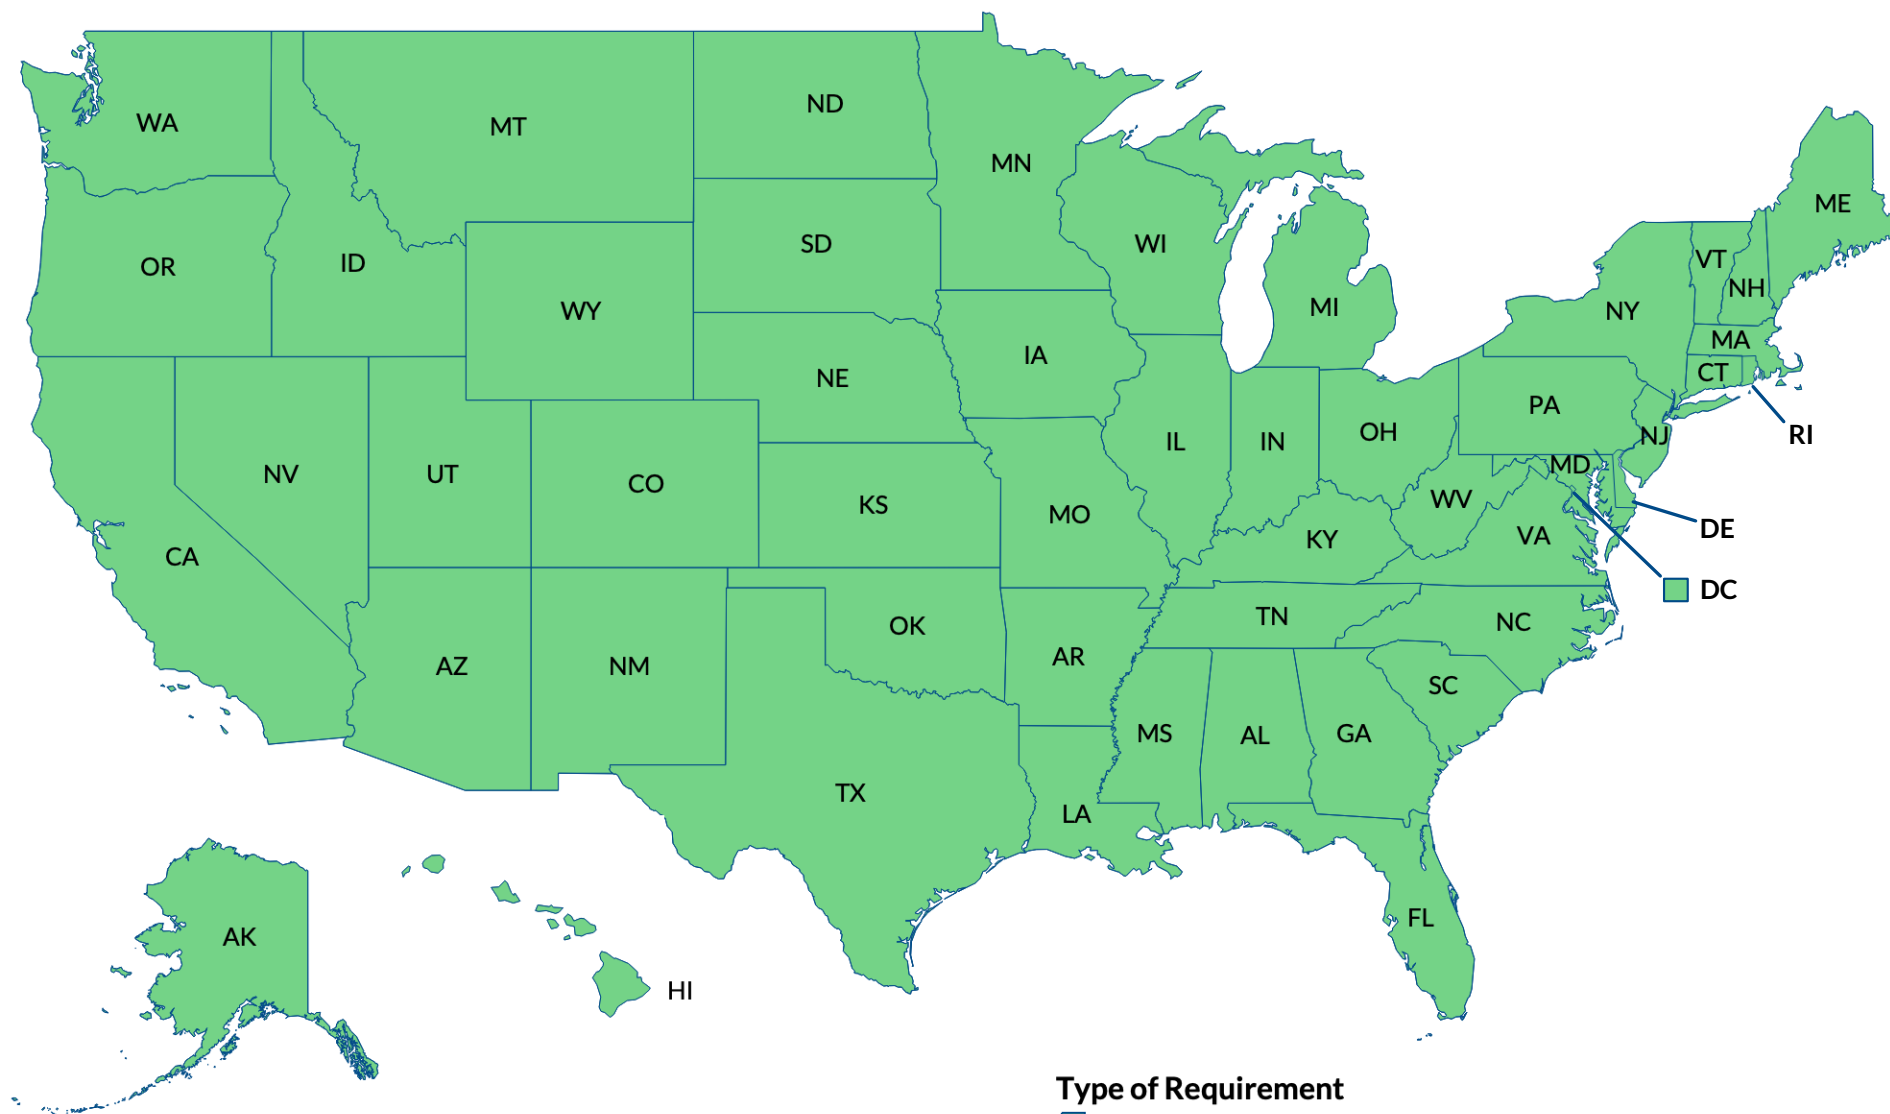 WA
MT
ND
MN
ME
OR
ID
SD
WI
VT
NH
WY
MI
NY
MA
IA
CT
NE
PA
RI
NV
UT
CO
IL
IN
OH
NJ
MD
KS
MO
WV
DE
CA
KY
VA
DC
OK
TN
NC
AZ
NM
AR
SC
MS
AL
GA
TX
LA
AK
FL
HI
Type of Requirement